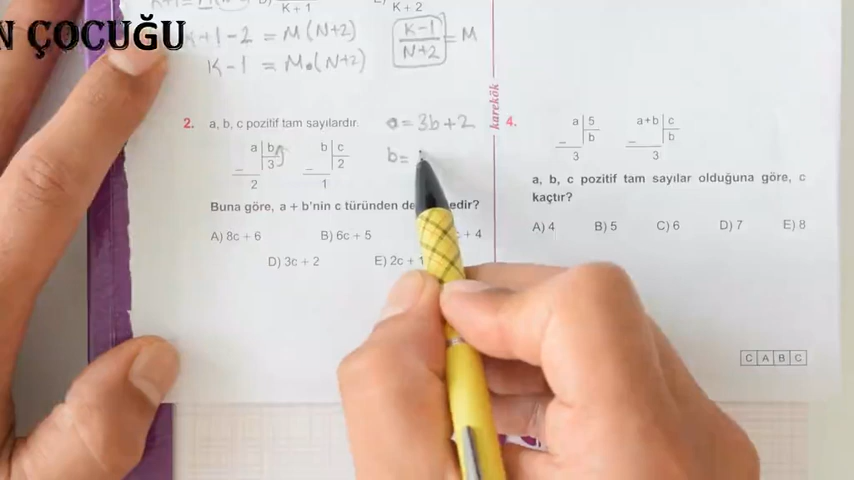 N ÇOCUĞU
K+1
K+2
K+1-2 = M(N+2)
K-1 = M.(N+2)
K-1
N+2
= M
karekök
2. a, b, c pozitif tam sayılardır.
a = 3b+2
a b
3
2
b c
2
1
b=
Buna göre, a + b'nin c türünden
A) 8c + 6 B) 6c + 5 + 4
D) 3c + 2 E) 2c + 1
4.
a 5
b
3
a+b c
b
3
a, b, c pozitif tam sayılar olduğuna göre, c
kaçtır?
A) 4 B) 5 C) 6 D) 7 E) 8
C A B C